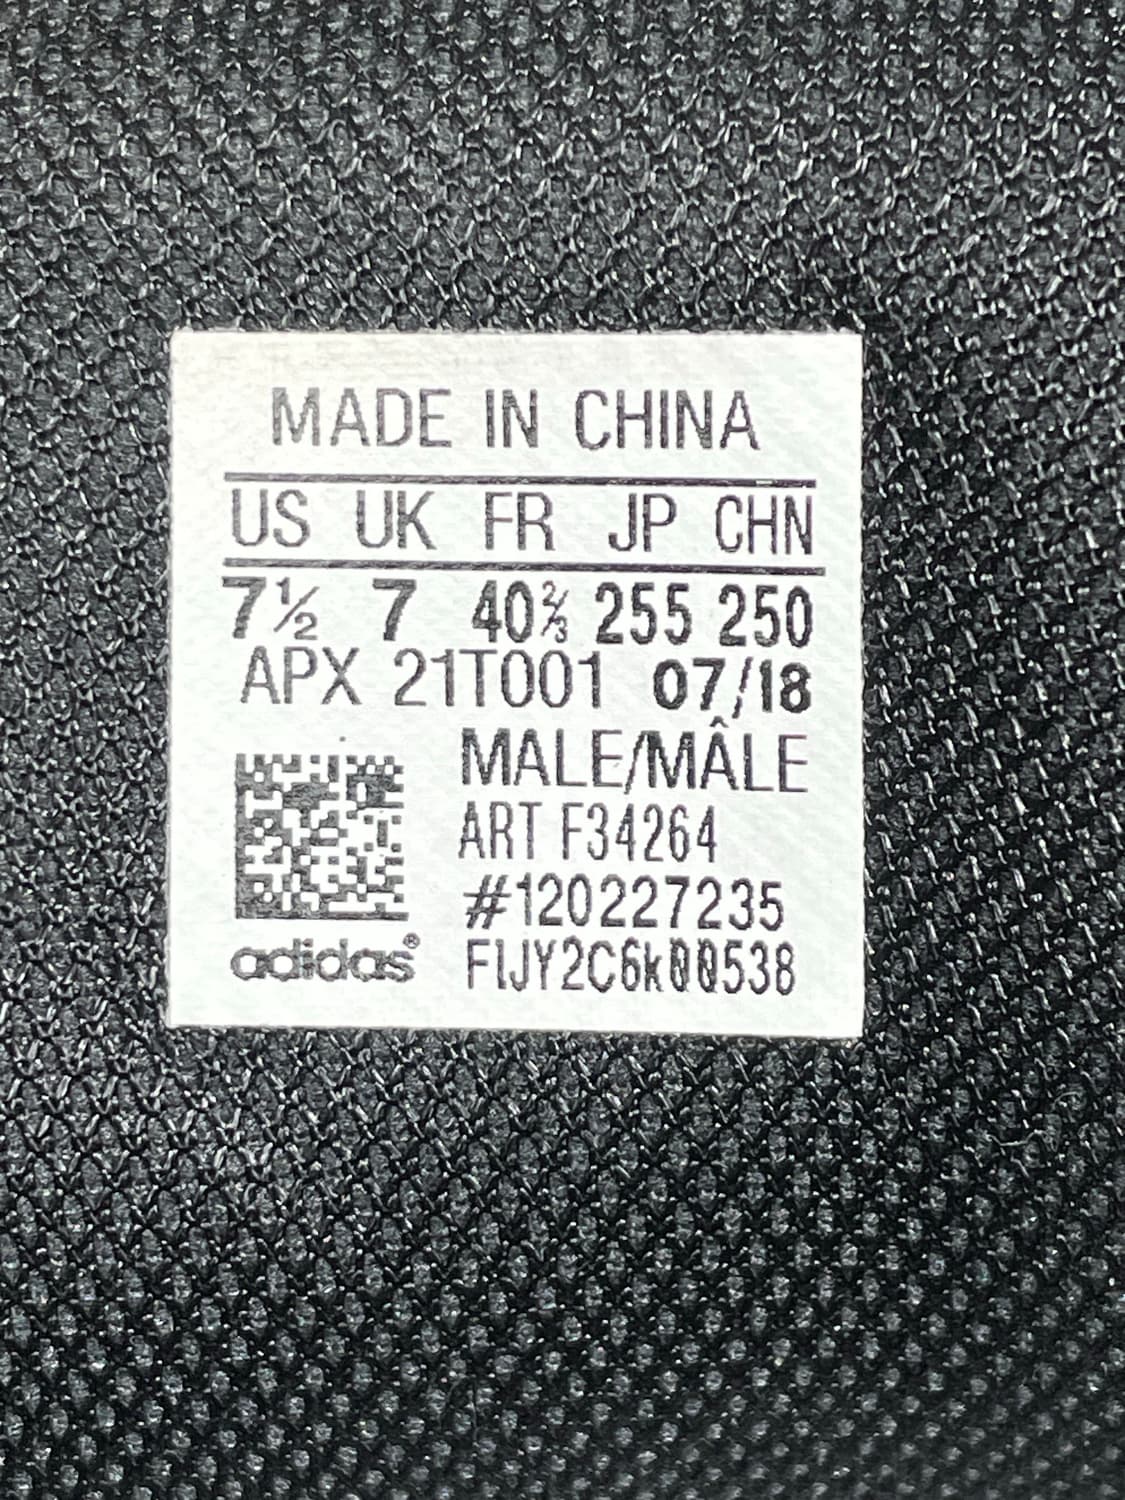 MADE IN CHINA
US UK FR JP CHN
7½ 7 40⅔ 255 250
APX 21T001 07/18
MALE/MÂLE
ART F34264
#120227235
FlJY2C6k00538
adidas®